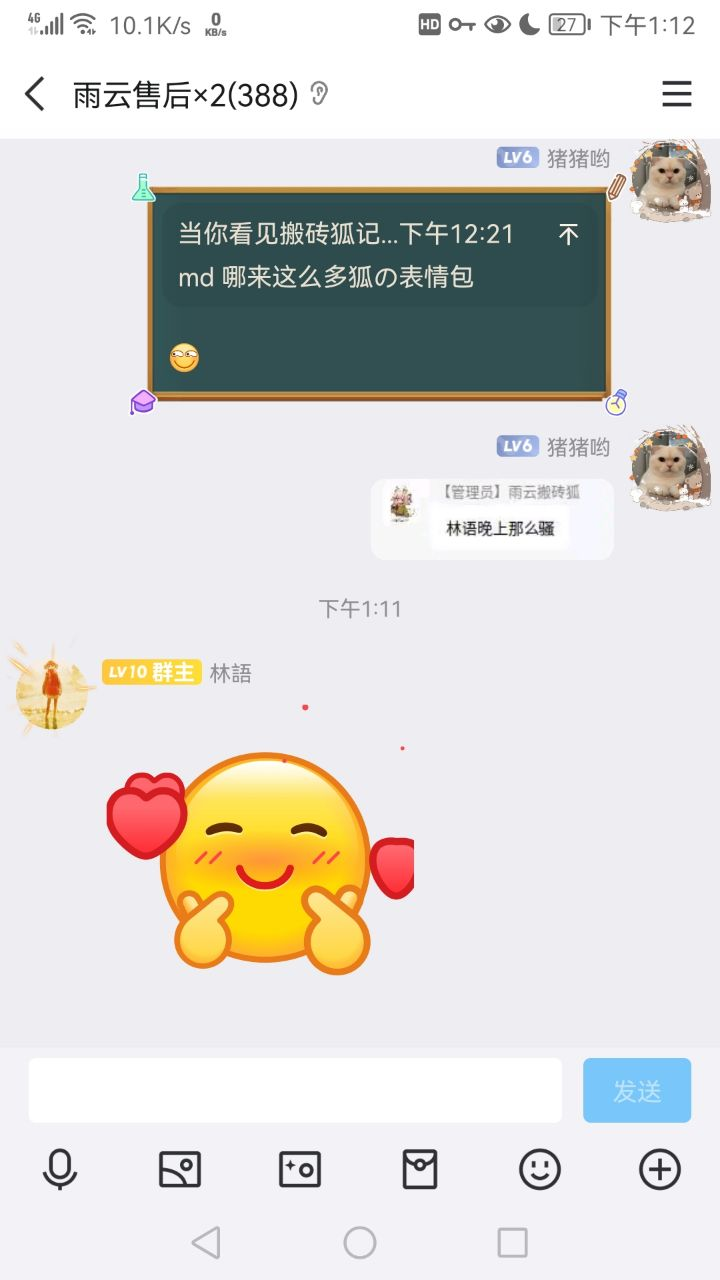 4G 10.1K/s 0 KB/s HD 27 下午1:12
雨云售后×2(388)
LV6 猪猪哟
当你看见搬砖狐记...下午12:21
md 哪来这么多狐の表情包
LV6 猪猪哟
【管理员】雨云搬砖狐
林语晚上那么骚
下午1:11
LV10 群主 林語
发送